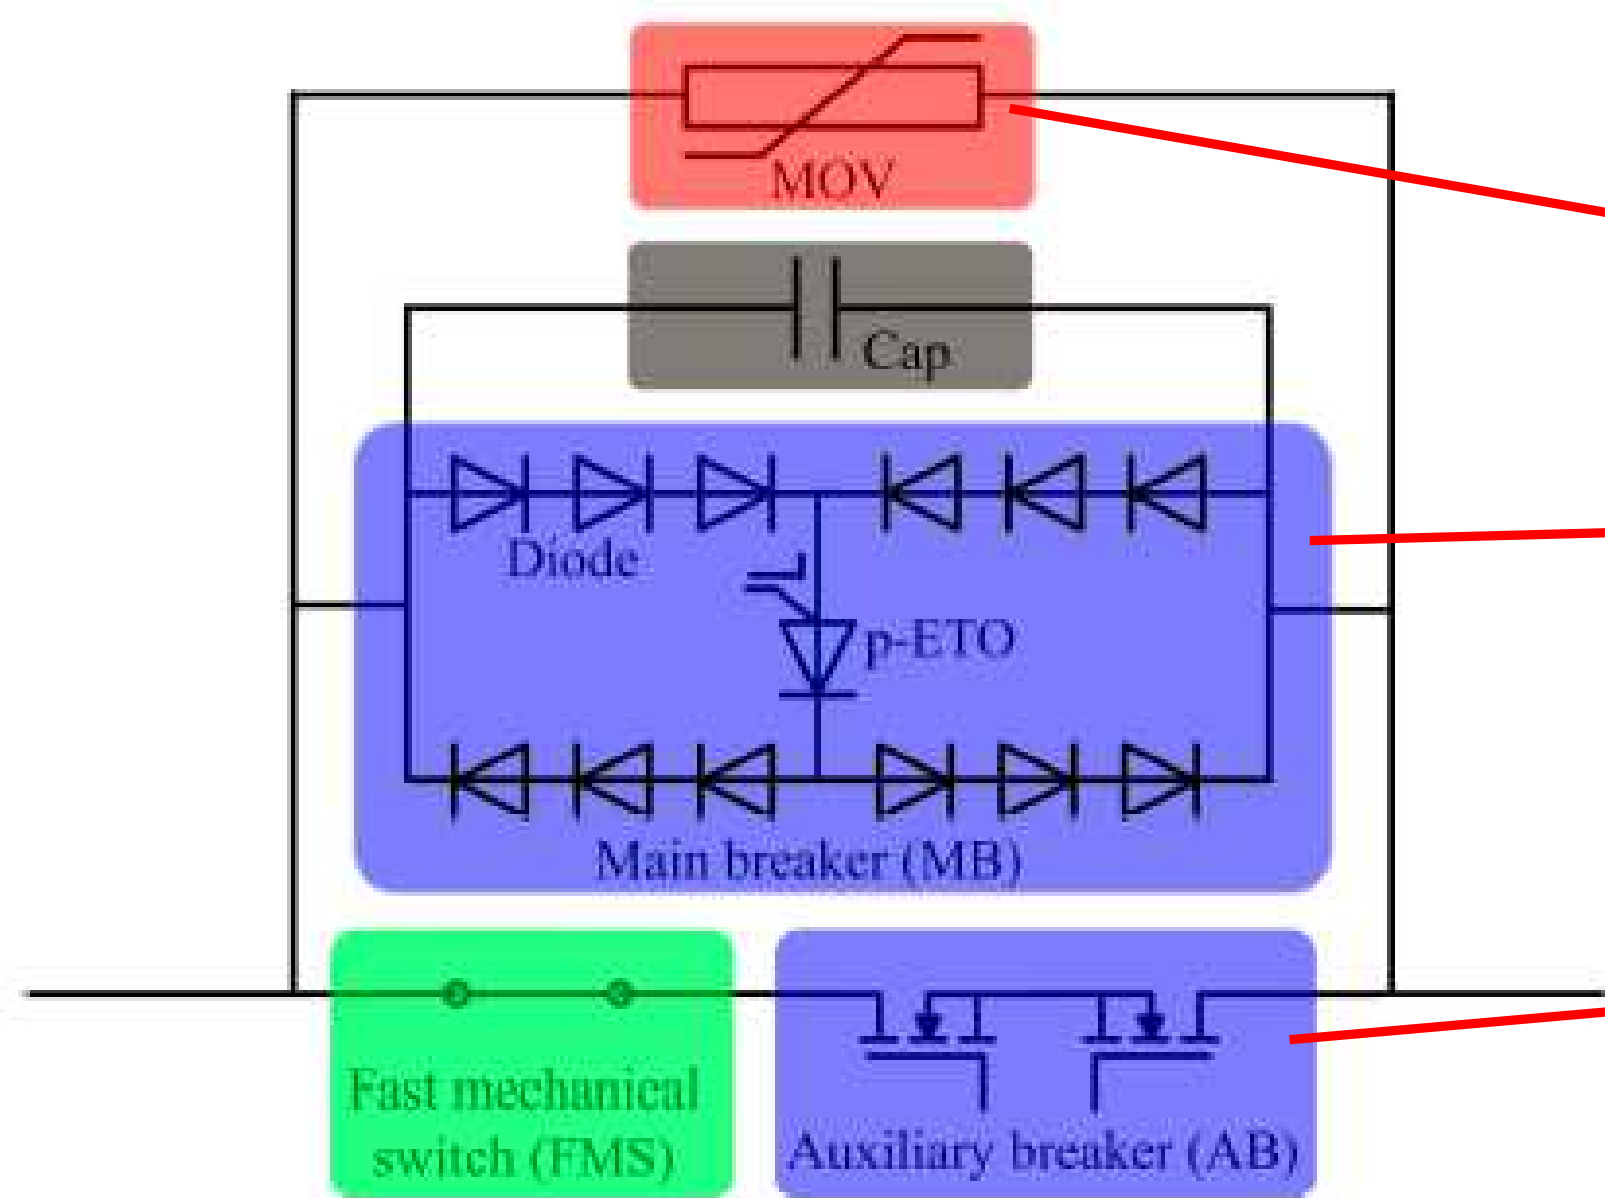 MOV
Cap
Diode
p-ETO
Main breaker (MB)
Fast mechanical
switch (FMS)
Auxiliary breaker (AB)